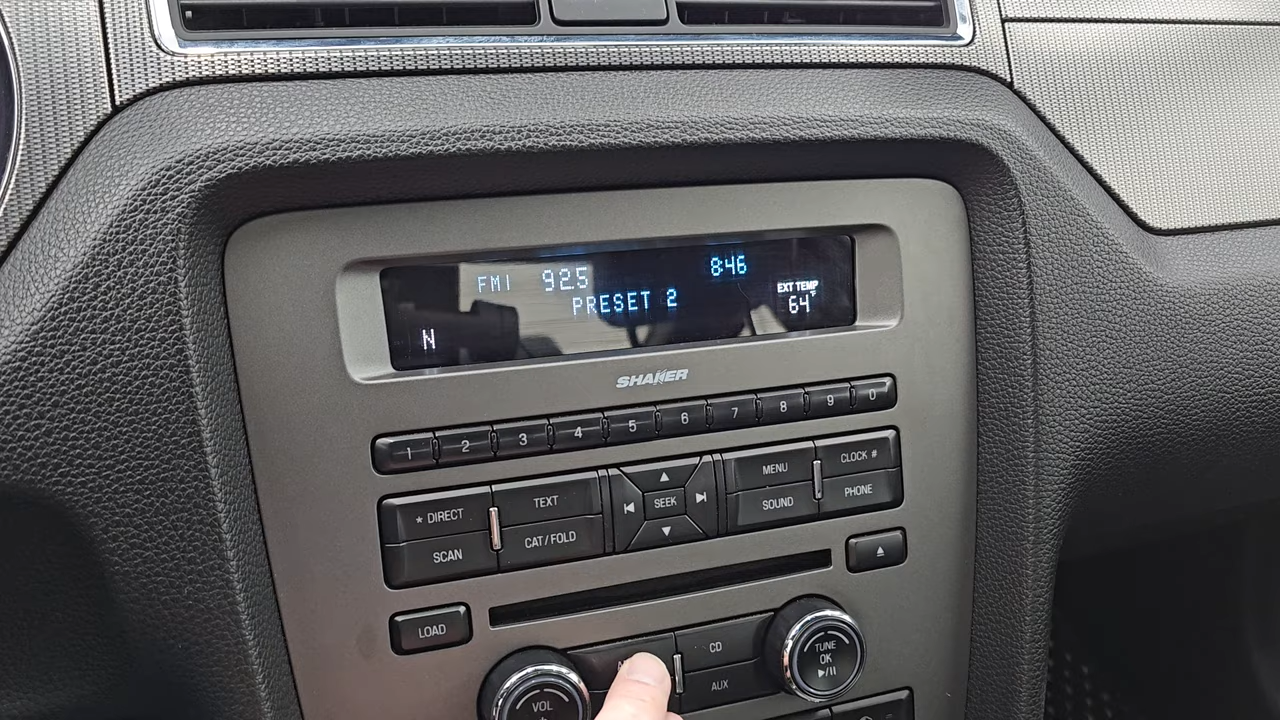 FM1 92.5 8:46
PRESET 2
EXT TEMP
64°F
N
SHAKER
1 2 3 4 5 6 7 8 9 0
* DIRECT TEXT SEEK MENU CLOCK #
SCAN CAT/FOLD SOUND PHONE
LOAD
CD
AUX
VOL
TUNE
OK